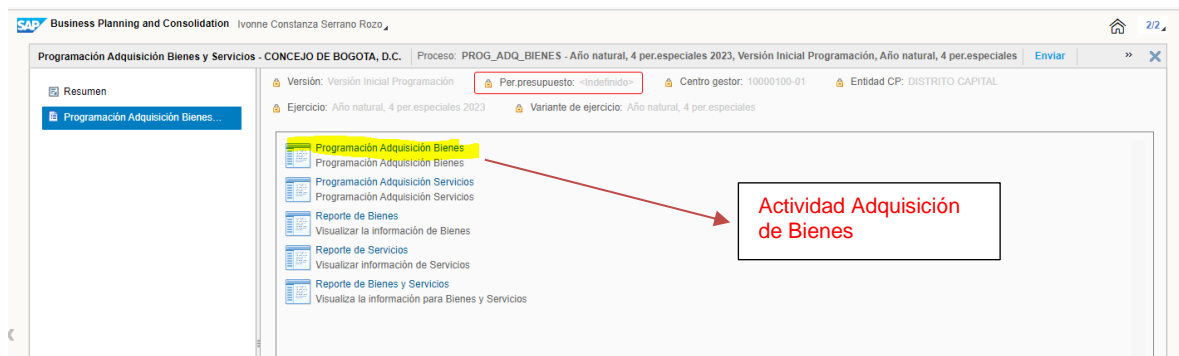 SAP Business Planning and Consolidation Ivonne Constanza Serrano Rozo 2/2
Programación Adquisición Bienes y Servicios - CONCEJO DE BOGOTA, D.C. Proceso: PROG_ADQ_BIENES - Año natural, 4 per.especiales 2023, Versión Inicial Programación, Año natural, 4 per.especiales Enviar »
Resumen
Programación Adquisición Bienes...
Versión: Versión Inicial Programación Per.presupuesto: <Indefinido> Centro gestor: 10000100-01 Entidad CP: DISTRITO CAPITAL
Ejercicio: Año natural, 4 per.especiales 2023 Variante de ejercicio: Año natural, 4 per.especiales
Programación Adquisición Bienes
Programación Adquisición Bienes
Programación Adquisición Servicios
Programación Adquisición Servicios
Reporte de Bienes
Visualizar la información de Bienes
Reporte de Servicios
Visualizar información de Servicios
Reporte de Bienes y Servicios
Visualiza la información para Bienes y Servicios
Actividad Adquisición
de Bienes